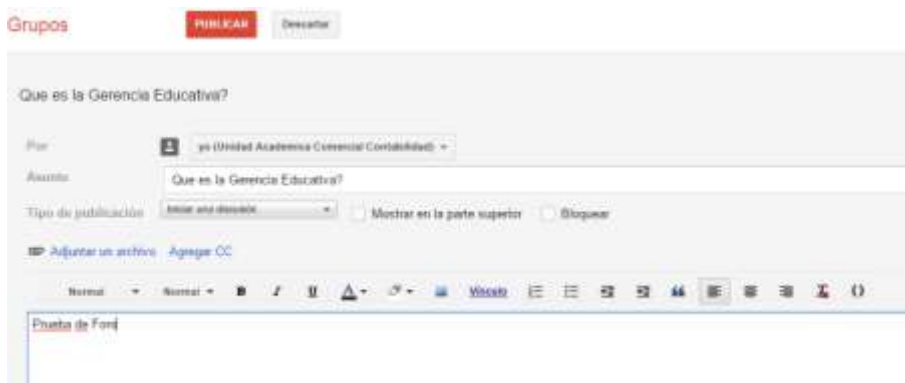 Grupos
PUBLICAR Descartar
Que es la Gerencia Educativa?
Por yo (Unidad Academica Comercial Contabilidad)
Asunto Que es la Gerencia Educativa?
Tipo de publicación Iniciar una discusión Mostrar en la parte superior Bloquear
Adjuntar un archivo Agregar CC
Normal Normal B I U A Vínculo
Prueba de Foro